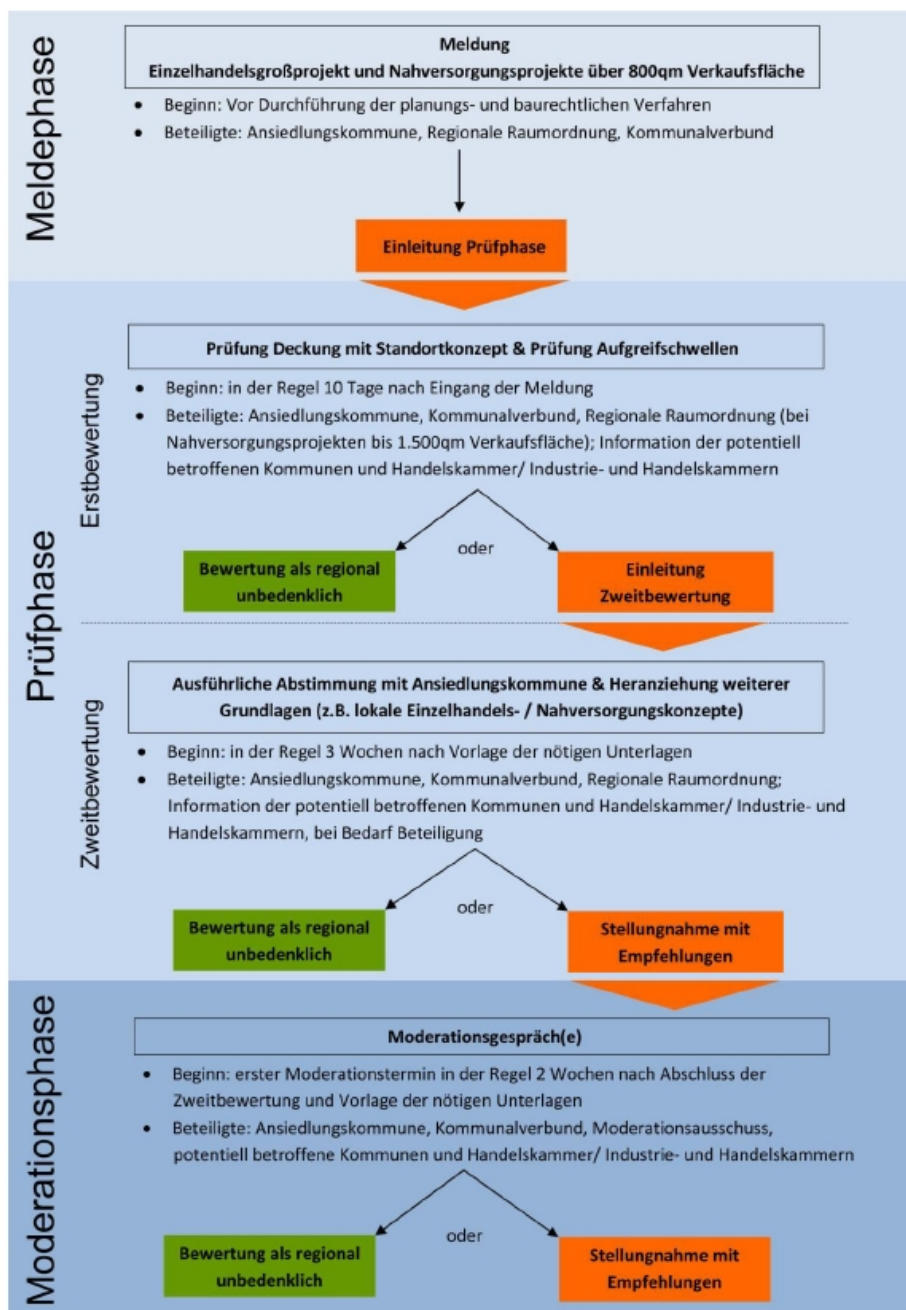 Meldephase
Meldung
Einzelhandelsgroßprojekt und Nahversorgungsprojekte über 800qm Verkaufsfläche
• Beginn: Vor Durchführung der planungs- und baurechtlichen Verfahren
• Beteiligte: Ansiedlungskommune, Regionale Raumordnung, Kommunalverbund
Einleitung Prüfphase
Prüfphase
Erstbewertung
Prüfung Deckung mit Standortkonzept & Prüfung Aufgreifschwellen
• Beginn: in der Regel 10 Tage nach Eingang der Meldung
• Beteiligte: Ansiedlungskommune, Kommunalverbund, Regionale Raumordnung (bei
Nahversorgungsprojekten bis 1.500qm Verkaufsfläche); Information der potentiell
betroffenen Kommunen und Handelskammer/ Industrie- und Handelskammern
oder
Bewertung als regional
unbedenklich
Einleitung
Zweitbewertung
Zweitbewertung
Ausführliche Abstimmung mit Ansiedlungskommune & Heranziehung weiterer
Grundlagen (z.B. lokale Einzelhandels- / Nahversorgungskonzepte)
• Beginn: in der Regel 3 Wochen nach Vorlage der nötigen Unterlagen
• Beteiligte: Ansiedlungskommune, Kommunalverbund, Regionale Raumordnung;
Information der potentiell betroffenen Kommunen und Handelskammer/ Industrie- und
Handelskammern, bei Bedarf Beteiligung
oder
Bewertung als regional
unbedenklich
Stellungnahme mit
Empfehlungen
Moderationsphase
Moderationsgespräch(e)
• Beginn: erster Moderationstermin in der Regel 2 Wochen nach Abschluss der
Zweitbewertung und Vorlage der nötigen Unterlagen
• Beteiligte: Ansiedlungskommune, Kommunalverbund, Moderationsausschuss,
potentiell betroffene Kommunen und Handelskammer/ Industrie- und Handelskammern
oder
Bewertung als regional
unbedenklich
Stellungnahme mit
Empfehlungen